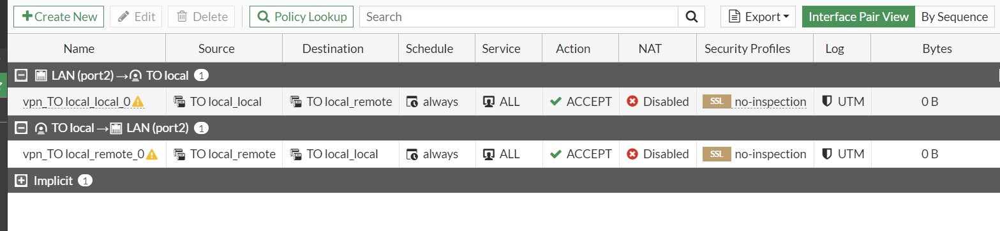 Create New Edit Delete Policy Lookup Search Export Interface Pair View By Sequence
Name Source Destination Schedule Service Action NAT Security Profiles Log Bytes
LAN (port2) → TO local 1
vpn_TO local_local_0 TO local_local TO local_remote always ALL ACCEPT Disabled SSL no-inspection UTM 0 B
TO local → LAN (port2) 1
vpn_TO local_remote_0 TO local_remote TO local_local always ALL ACCEPT Disabled SSL no-inspection UTM 0 B
Implicit 1